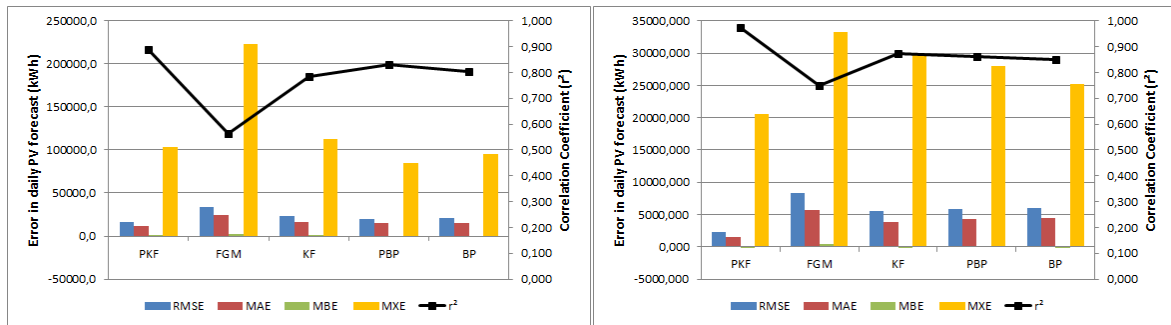 Error in daily PV forecast (kWh)
250000,0
200000,0
150000,0
100000,0
50000,0
0,0
-50000,0
PKF
FGM
KF
PBP
BP
1,000
0,900
0,800
0,700
0,600
0,500
0,400
0,300
0,200
0,100
0,000
Correlation Coefficient (r²)
RMSE MAE MBE MXE r²
Error in daily PV forecast (kWh)
35000,000
30000,000
25000,000
20000,000
15000,000
10000,000
5000,000
0,000
-5000,000
PKF
FGM
KF
PBP
BP
1,000
0,900
0,800
0,700
0,600
0,500
0,400
0,300
0,200
0,100
0,000
Correlation Coefficient (r²)
RMSE MAE MBE MXE r²